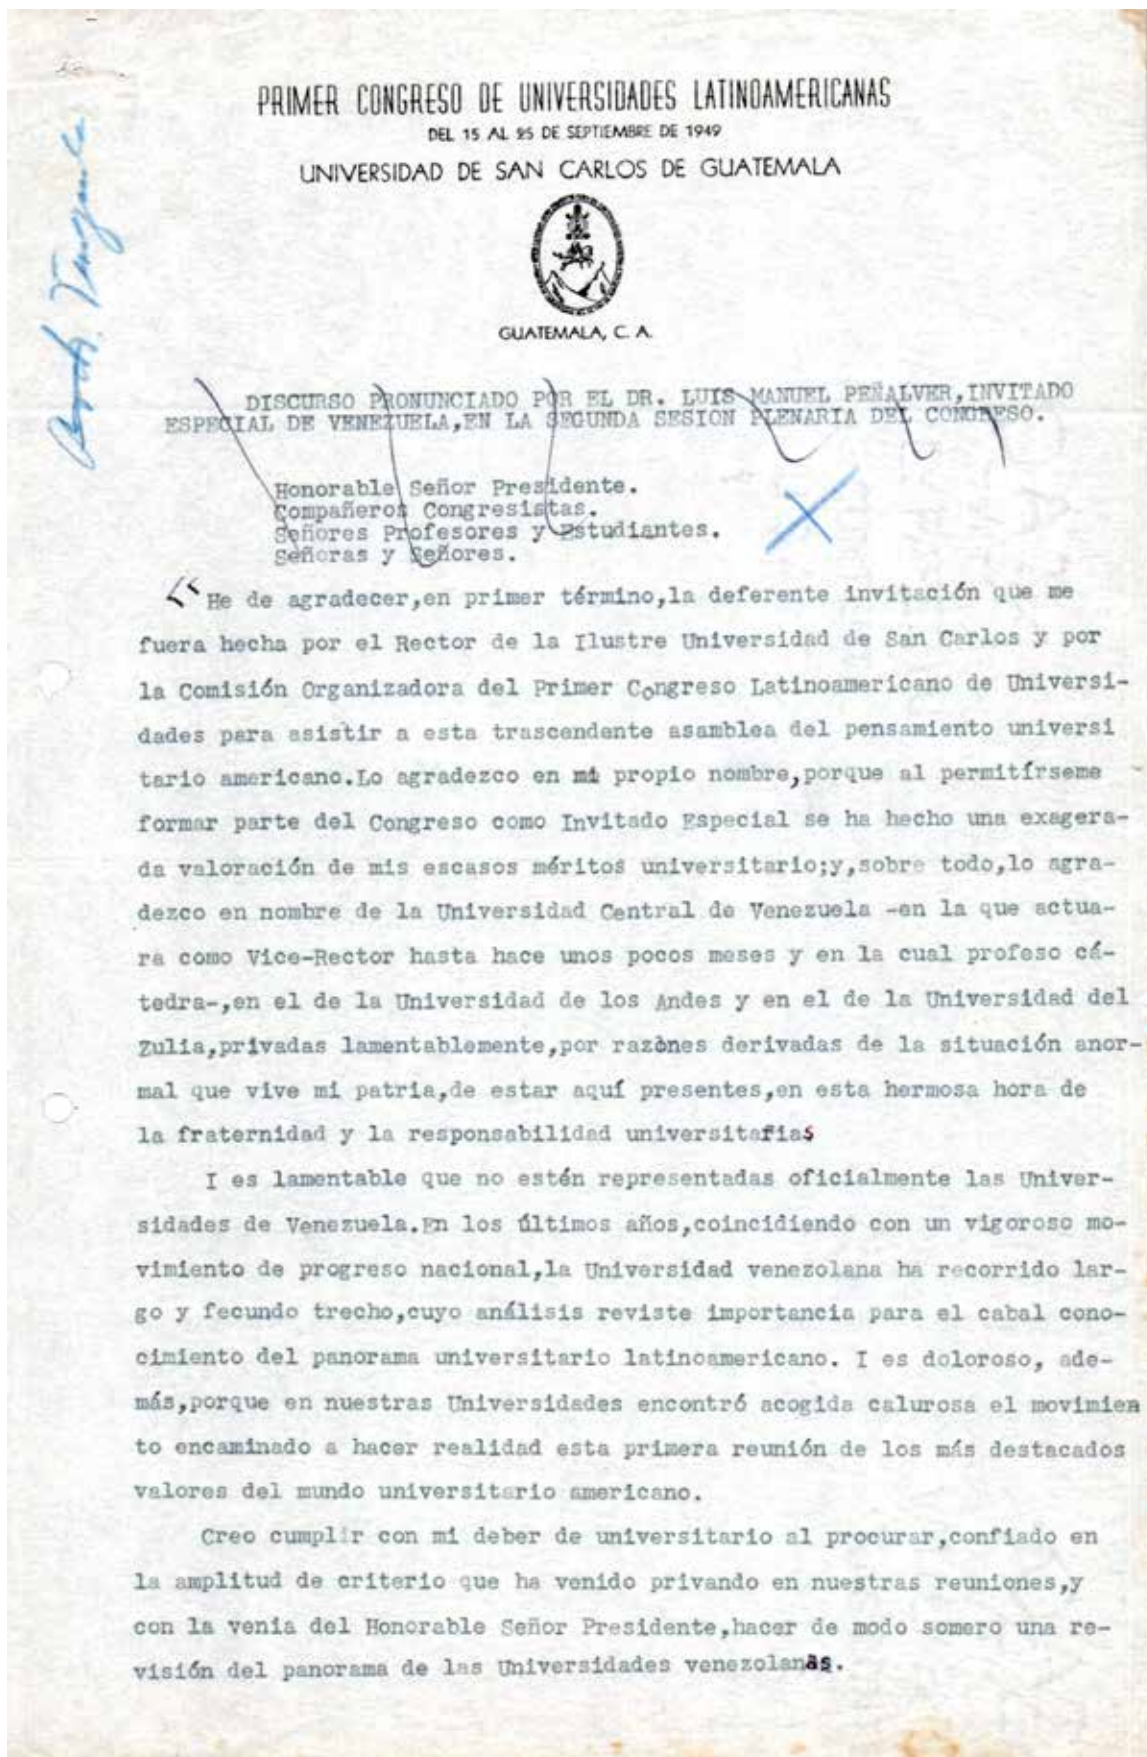 PRIMER CONGRESO DE UNIVERSIDADES LATINOAMERICANAS
DEL 15 AL 25 DE SEPTIEMBRE DE 1949
UNIVERSIDAD DE SAN CARLOS DE GUATEMALA
GUATEMALA, C. A.
DISCURSO PRONUNCIADO POR EL DR. LUIS MANUEL PEÑALVER,INVITADO
ESPECIAL DE VENEZUELA,EN LA SEGUNDA SESION PLENARIA DEL CONGRESO.
Honorable Señor Presidente.
Compañeros Congresistas.
Señores Profesores y Estudiantes.
Señoras y Señores.
"He de agradecer,en primer término,la deferente invitación que me
fuera hecha por el Rector de la Ilustre Universidad de San Carlos y por
la Comisión Organizadora del Primer Congreso Latinoamericano de Universi-
dades para asistir a esta trascendente asamblea del pensamiento universi
tario americano.Lo agradezco en mi propio nombre,porque al permitírseme
formar parte del Congreso como Invitado Especial se ha hecho una exagera-
da valoración de mis escasos méritos universitario;y,sobre todo,lo agra-
dezco en nombre de la Universidad Central de Venezuela -en la que actua-
ra como Vice-Rector hasta hace unos pocos meses y en la cual profeso cá-
tedra-,en el de la Universidad de los Andes y en el de la Universidad del
Zulia,privadas lamentablemente,por razònes derivadas de la situación anor-
mal que vive mi patria,de estar aquí presentes,en esta hermosa hora de
la fraternidad y la responsabilidad universitarias
I es lamentable que no estén representadas oficialmente las Univer-
sidades de Venezuela.En los últimos años,coincidiendo con un vigoroso mo-
vimiento de progreso nacional,la Universidad venezolana ha recorrido lar-
go y fecundo trecho,cuyo análisis reviste importancia para el cabal cono-
cimiento del panorama universitario latinoamericano. I es doloroso, ade-
más,porque en nuestras Universidades encontró acogida calurosa el movimien
to encaminado a hacer realidad esta primera reunión de los más destacados
valores del mundo universitario americano.
Creo cumplir con mi deber de universitario al procurar,confiado en
la amplitud de criterio que ha venido privando en nuestras reuniones,y
con la venia del Honorable Señor Presidente,hacer de modo somero una re-
visión del panorama de las Universidades venezolanas.